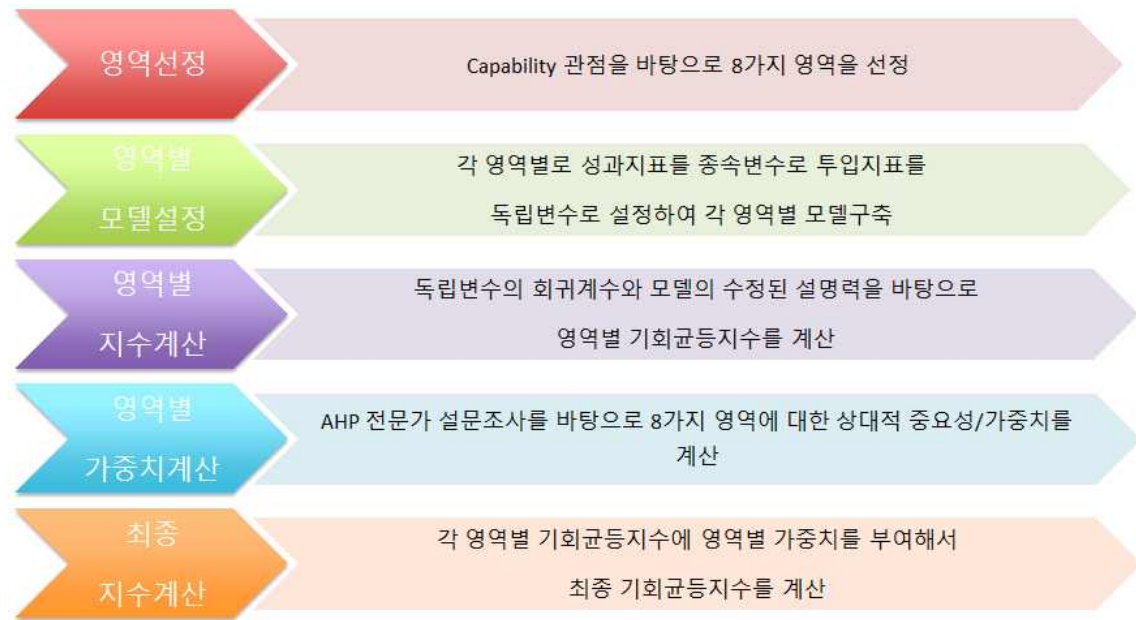 영역선정
Capability 관점을 바탕으로 8가지 영역을 선정
영역별
모델설정
각 영역별로 성과지표를 종속변수로 투입지표를
독립변수로 설정하여 각 영역별 모델구축
영역별
지수계산
독립변수의 회귀계수와 모델의 수정된 설명력을 바탕으로
영역별 기회균등지수를 계산
영역별
가중치계산
AHP 전문가 설문조사를 바탕으로 8가지 영역에 대한 상대적 중요성/가중치를
계산
최종
지수계산
각 영역별 기회균등지수에 영역별 가중치를 부여해서
최종 기회균등지수를 계산